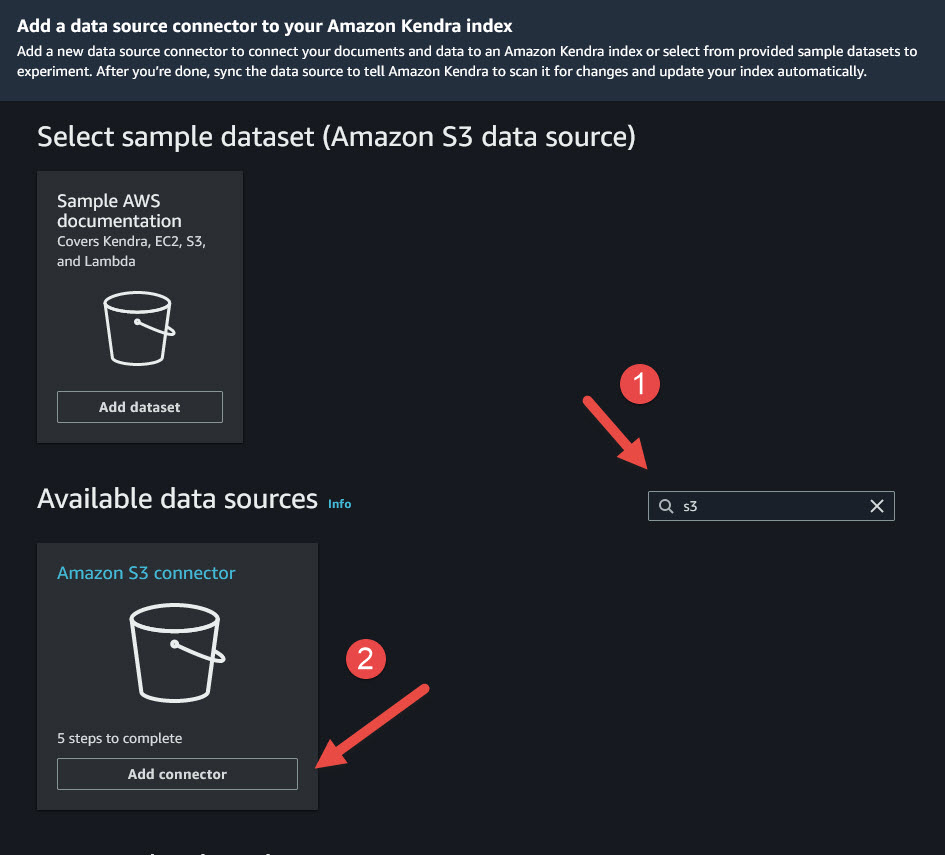 Add a data source connector to your Amazon Kendra index
Add a new data source connector to connect your documents and data to an Amazon Kendra index or select from provided sample datasets to
experiment. After you're done, sync the data source to tell Amazon Kendra to scan it for changes and update your index automatically.
Select sample dataset (Amazon S3 data source)
Sample AWS
documentation
Covers Kendra, EC2, S3,
and Lambda
Add dataset
1
Available data sources Info
s3
Amazon S3 connector
2
5 steps to complete
Add connector